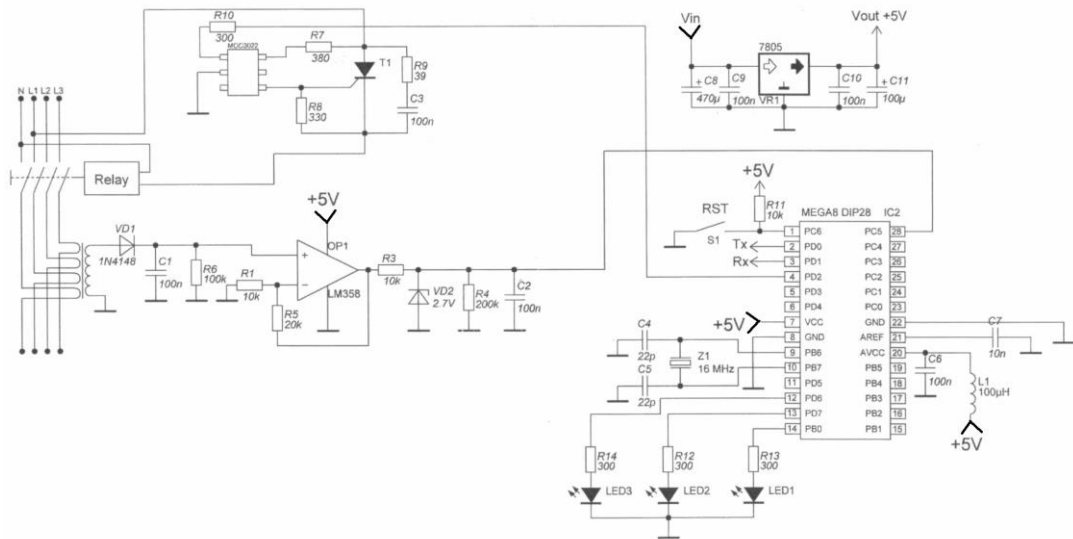 R10
300
MCC3022
R7
380
T1
R9
39
R8
330
C3
100n
Vin
Vout +5V
7805
+ C8
470µ
C9
100n
VR1
C10
100n
+ C11
100µ
N L1 L2 L3
Relay
VD1
1N4148
C1
100n
R6
100k
R1
10k
R5
20k
+5V
OP1
+
–
LM358
R3
10k
VD2
2.7V
R4
200k
C2
100n
+5V
R11
10k
RST
S1
Tx
Rx
MEGA8 DIP28 IC2
1 PC6 PC5 28
2 PD0 PC4 27
3 PD1 PC3 26
4 PD2 PC2 25
5 PD3 PC1 24
6 PD4 PC0 23
7 VCC GND 22
8 GND AREF 21
9 PB6 AVCC 20
10 PB7 PB5 19
11 PD5 PB4 18
12 PD6 PB3 17
13 PD7 PB2 16
14 PB0 PB1 15
+5V
C4
22p
Z1
16 MHz
C5
22p
C7
10n
C6
100n
L1
100µH
+5V
R14
300
R12
300
R13
300
LED3
LED2
LED1